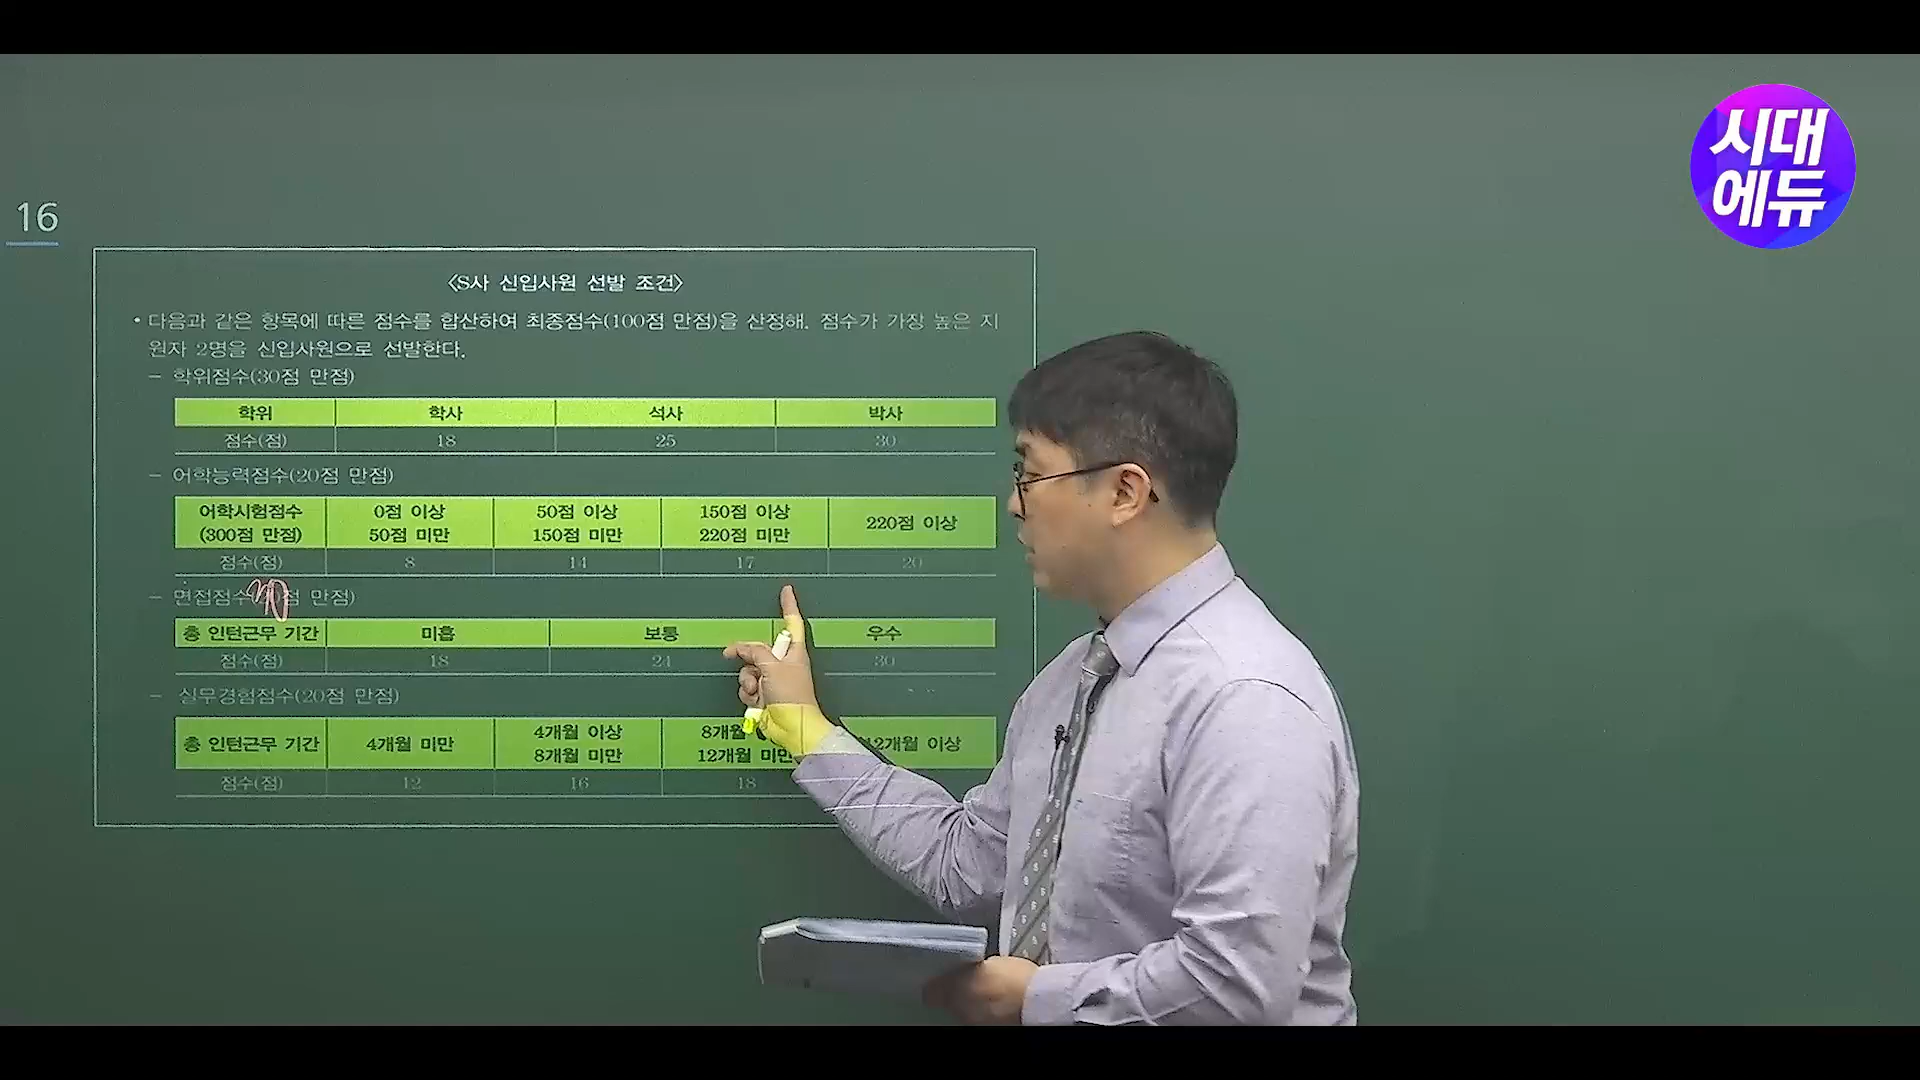 시대
에듀
16
<S사 신입사원 선발 조건>
• 다음과 같은 항목에 따른 점수를 합산하여 최종점수(100점 만점)을 산정해, 점수가 가장 높은 지
원자 2명을 신입사원으로 선발한다.
- 학위점수(30점 만점)
학위 학사 석사 박사
점수(점) 18 25 30
- 어학능력점수(20점 만점)
어학시험점수 0점 이상 50점 이상 150점 이상 220점 이상
(300점 만점) 50점 미만 150점 미만 220점 미만
점수(점) 8 14 17 20
- 면접점수( 점 만점)
총 인턴근무 기간 미흡 보통 우수
점수(점) 18 24 30
- 실무경험점수(20점 만점)
총 인턴근무 기간 4개월 미만 4개월 이상 8개월 12개월 이상
8개월 미만 12개월 미만
점수(점) 12 16 18